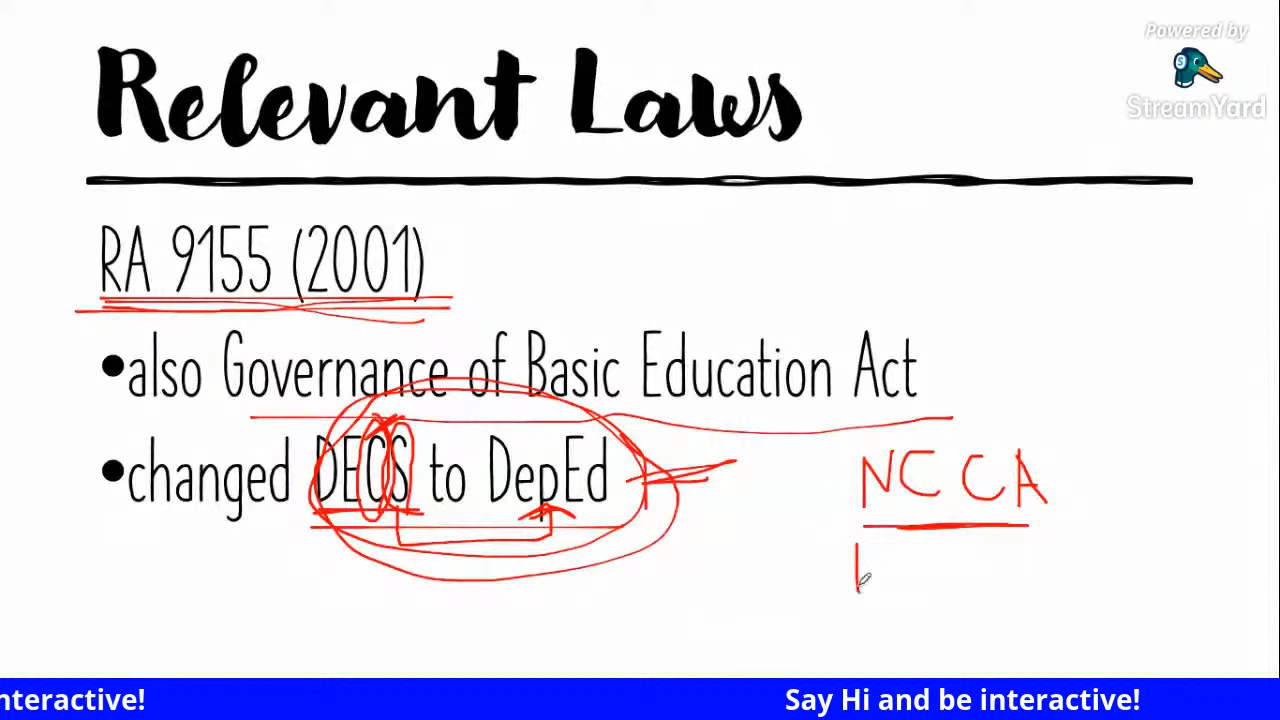 Powered by
StreamYard
Relevant Laws
RA 9155 (2001)
•also Governance of Basic Education Act
•changed DECS to DepEd
NCCA
nteractive!
Say Hi and be interactive!